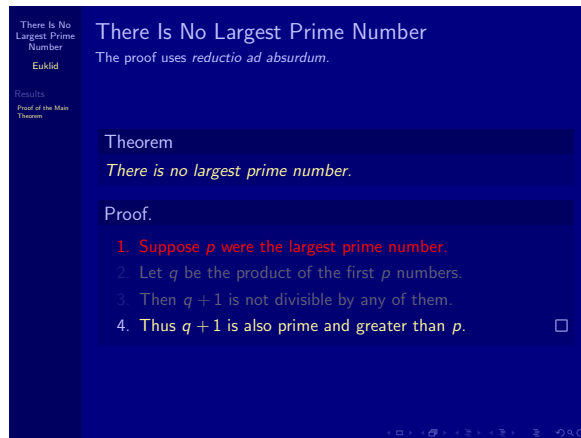 There Is No
Largest Prime
Number
Euklid
Results
Proof of the Main
Theorem
There Is No Largest Prime Number
The proof uses reductio ad absurdum.
Theorem
There is no largest prime number.
Proof.
1. Suppose p were the largest prime number.
2. Let q be the product of the first p numbers.
3. Then q + 1 is not divisible by any of them.
4. Thus q + 1 is also prime and greater than p.